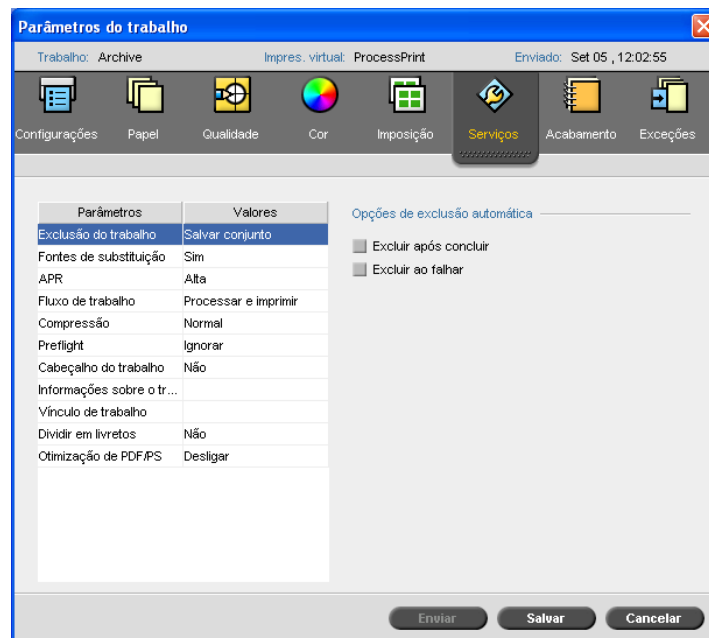 Parâmetros do trabalho
Trabalho: Archive Impres. virtual: ProcessPrint Enviado: Set 05 , 12:02:55
Configurações Papel Qualidade Cor Imposição Serviços Acabamento Exceções
Parâmetros Valores
Exclusão do trabalho Salvar conjunto
Fontes de substituição Sim
APR Alta
Fluxo de trabalho Processar e imprimir
Compressão Normal
Preflight Ignorar
Cabeçalho do trabalho Não
Informações sobre o tr...
Vínculo de trabalho
Dividir em livretos Não
Otimização de PDF/PS Desligar
Opções de exclusão automática
Excluir após concluir
Excluir ao falhar
Enviar Salvar Cancelar